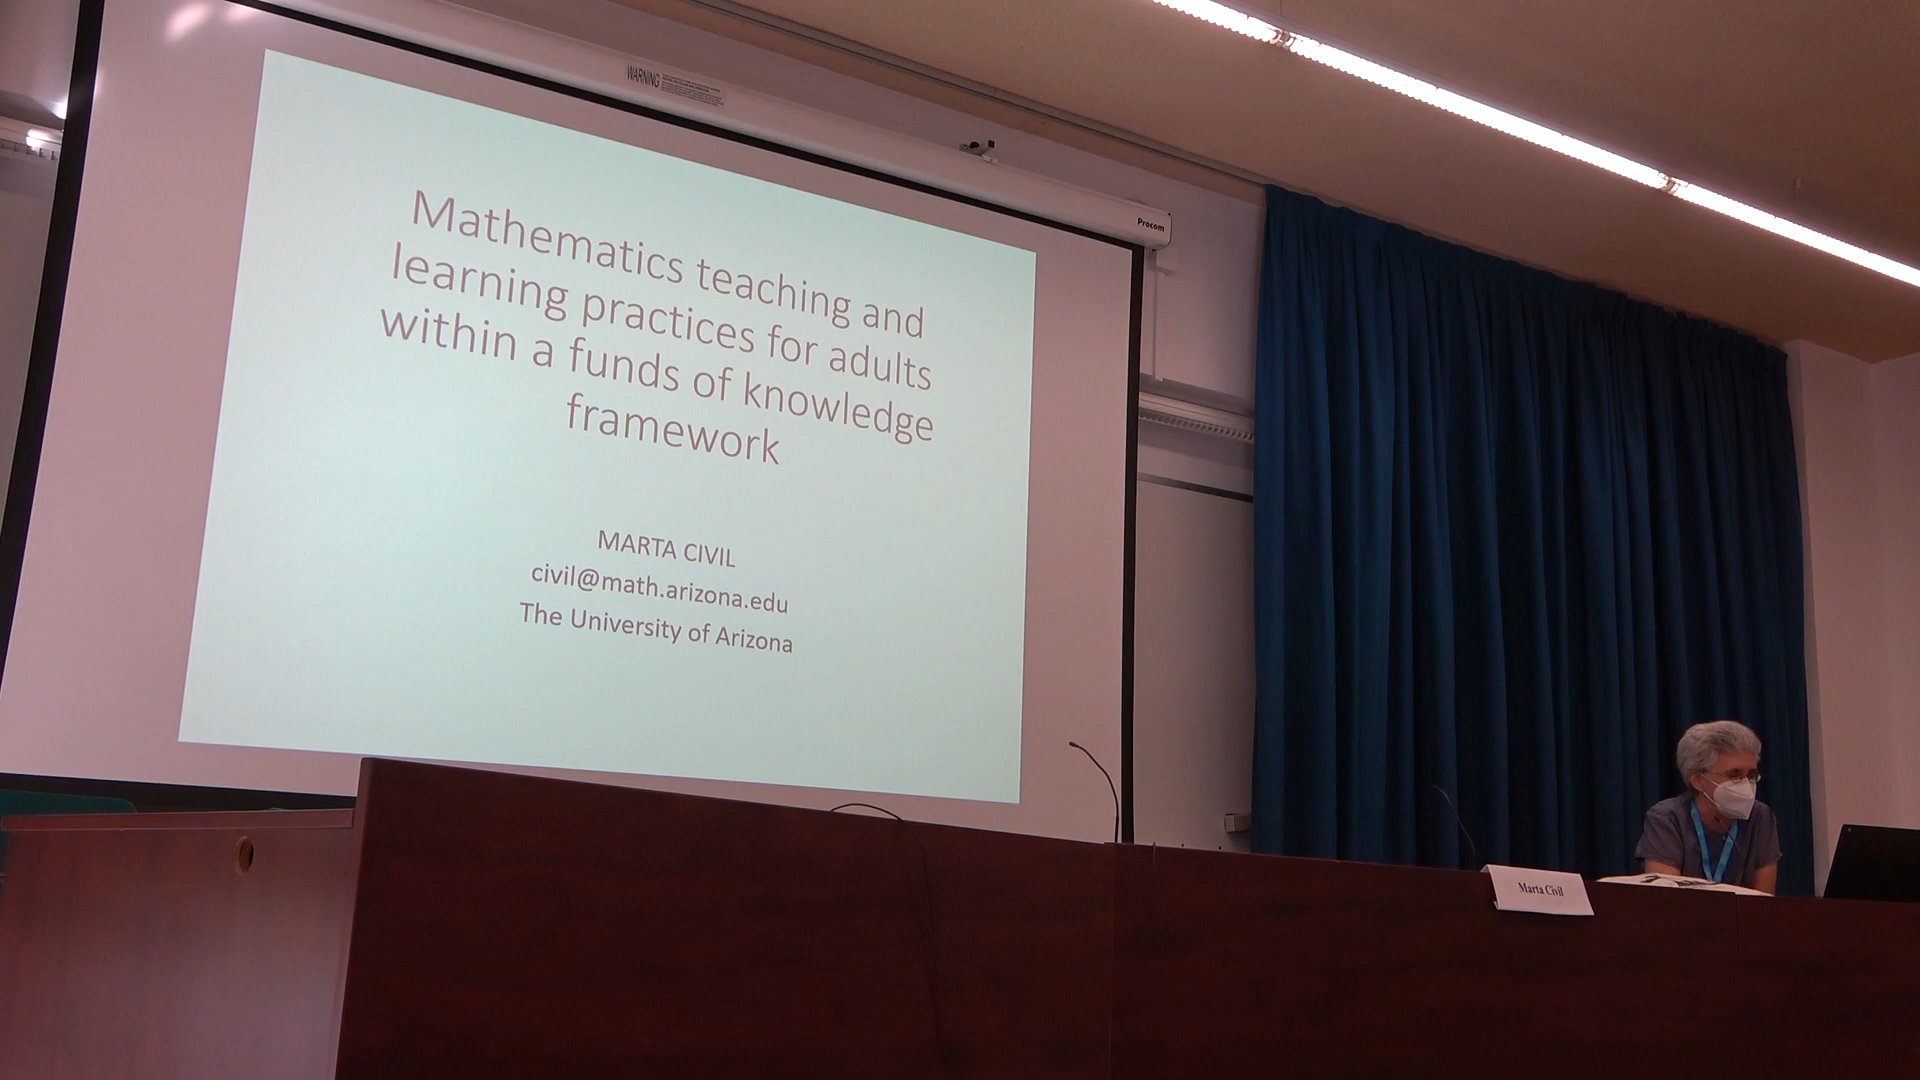 WARNING
Procom
Mathematics teaching and
learning practices for adults
within a funds of knowledge
framework
MARTA CIVIL
civil@math.arizona.edu
The University of Arizona
Marta Civil